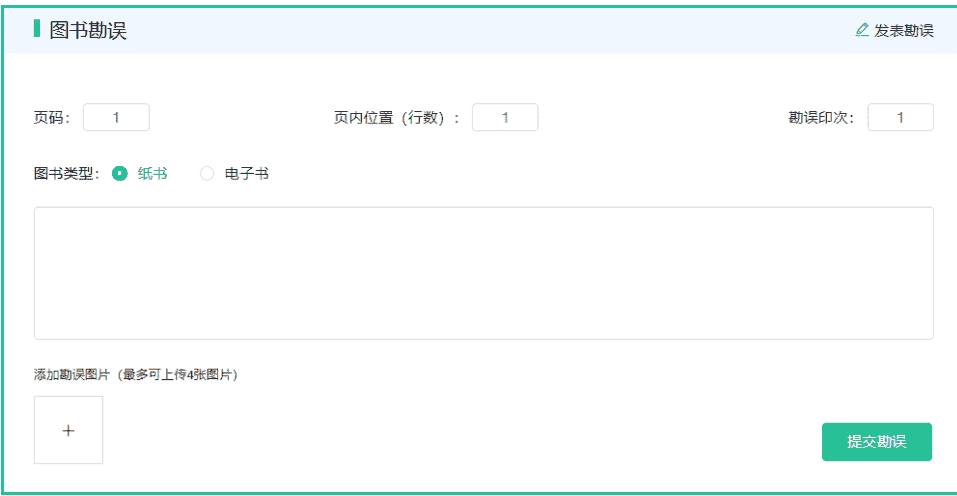 图书勘误
发表勘误
页码： 1 页内位置（行数）： 1 勘误印次： 1
图书类型： 纸书 电子书
添加勘误图片（最多可上传4张图片）
+
提交勘误